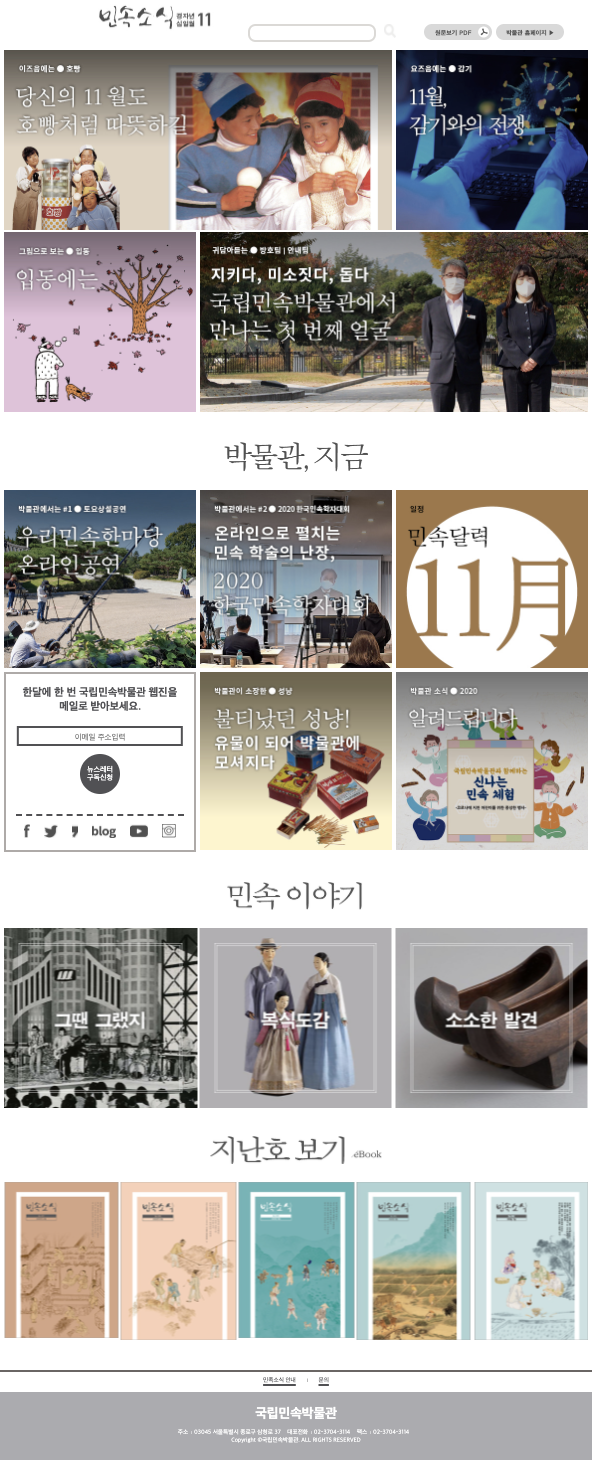 민속소식 경자년 십일월 11
원문보기 PDF
박물관 홈페이지 ▶
이즈음에는 ● 호빵
당신의 11월도
호빵처럼 따뜻하길
요즈음에는 ● 감기
11월,
감기와의 전쟁
그림으로 보는 ● 입동
입동에는
귀담아듣는 ● 방호팀 | 안내팀
지키다, 미소짓다, 돕다
국립민속박물관에서
만나는 첫 번째 얼굴
박물관, 지금
박물관에서는 #1 ● 토요상설공연
우리민속한마당
온라인공연
박물관에서는 #2 ● 2020 한국민속학자대회
온라인으로 펼치는
민속 학술의 난장,
2020
한국민속학자대회
일정
민속달력
11月
한달에 한 번 국립민속박물관 웹진을
메일로 받아보세요.
이메일 주소입력
뉴스레터
구독신청
blog
박물관이 소장한 ● 성냥
불티났던 성냥!
유물이 되어 박물관에
모셔지다
박물관 소식 ● 2020
알려드립니다
국립민속박물관과 함께하는
신나는
민속 체험
민속 이야기
그땐 그랬지
복식도감
소소한 발견
지난호 보기 .eBook
민속소식
민속소식
민속소식
민속소식
민속소식
민속소식 안내 | 문의
국립민속박물관
주소 : 03045 서울특별시 종로구 삼청로 37 대표전화 : 02-3704-3114 팩스 : 02-3704-3149
Copyright ©국립민속박물관. ALL RIGHTS RESERVED